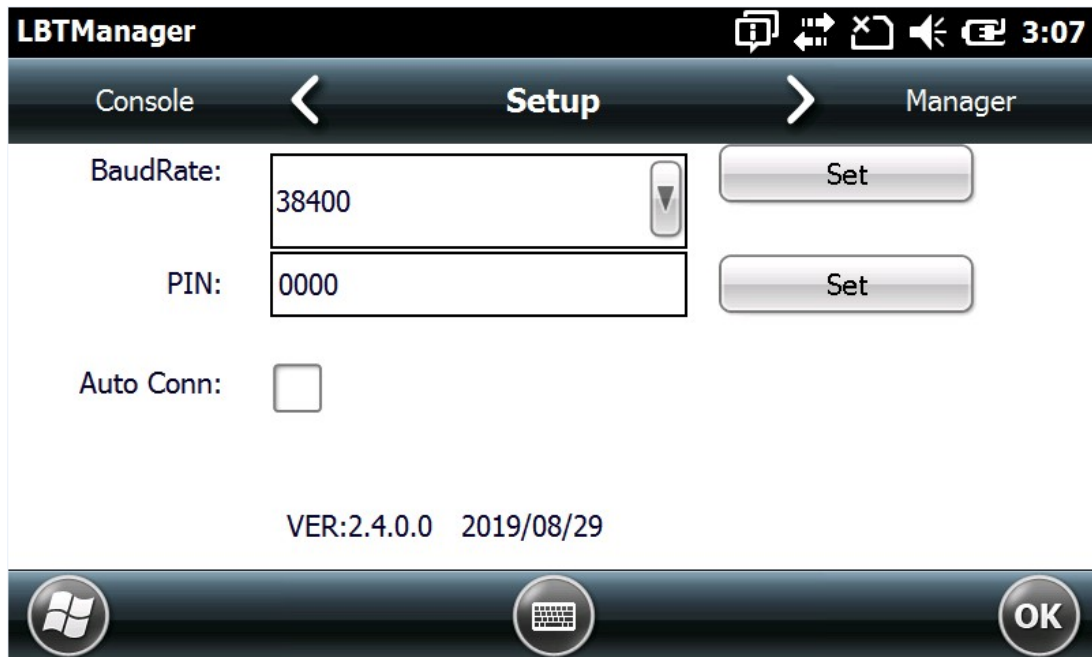 LBTManager 3:07
Console Setup Manager
BaudRate: 38400 Set
PIN: 0000 Set
Auto Conn:
VER:2.4.0.0 2019/08/29
OK